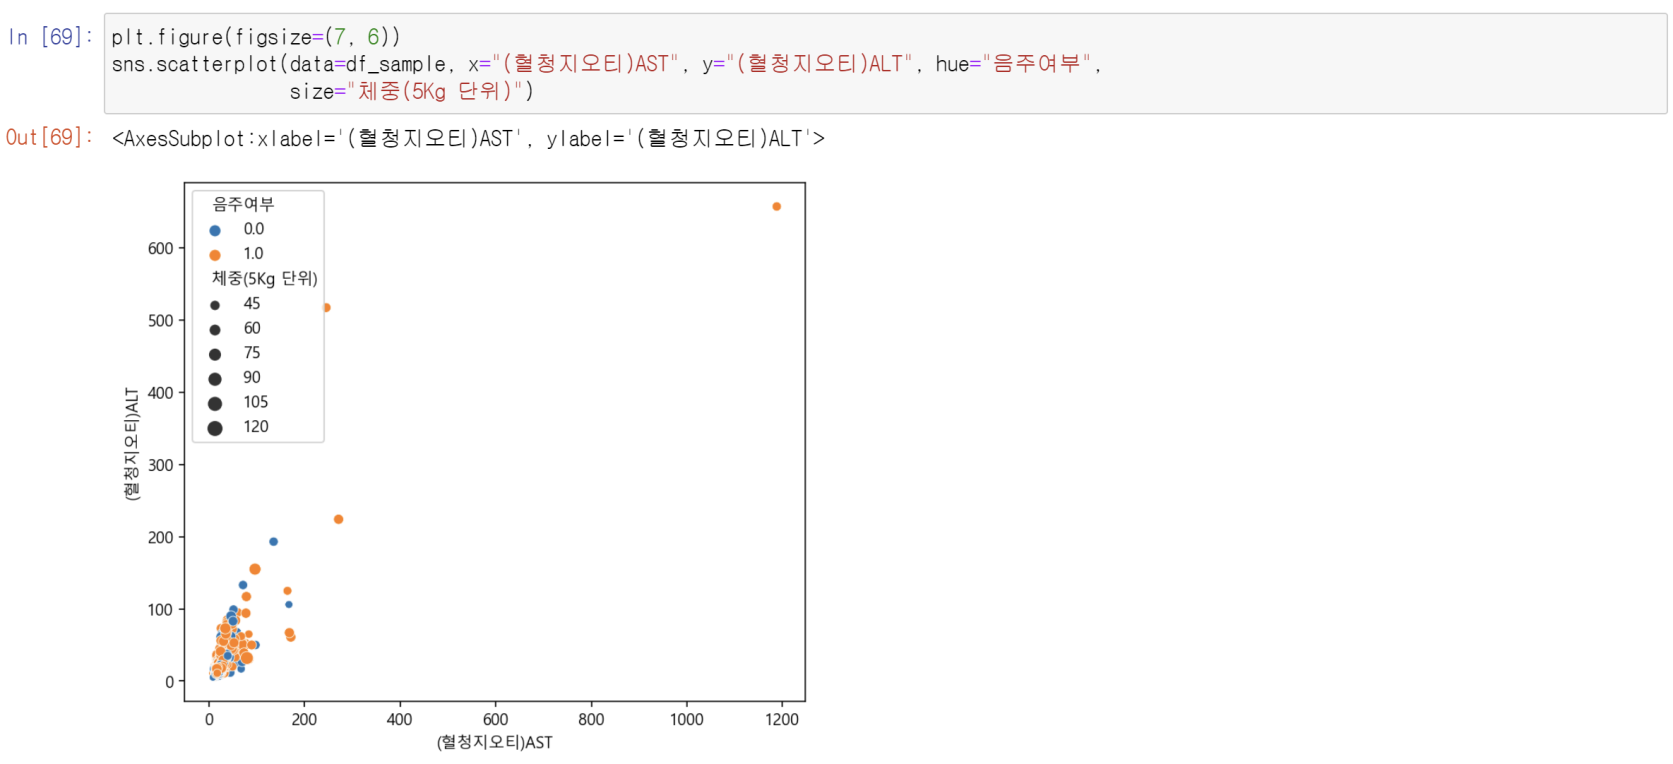 In [69]: plt.figure(figsize=(7, 6))
sns.scatterplot(data=df_sample, x="(혈청지오티)AST", y="(혈청지오티)ALT", hue="음주여부",
size="체중(5Kg 단위)")
Out[69]: <AxesSubplot:xlabel='(혈청지오티)AST', ylabel='(혈청지오티)ALT'>
음주여부
0.0
1.0
체중(5Kg 단위)
45
60
75
90
105
120
600
500
400
300
200
100
0
(혈청지오티)ALT
0 200 400 600 800 1000 1200
(혈청지오티)AST